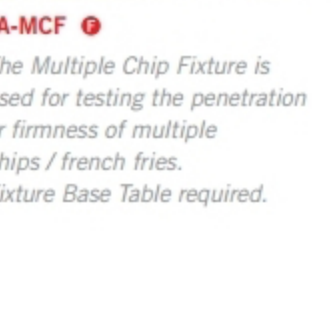 A-MCF F
he Multiple Chip Fixture is
sed for testing the penetration
r firmness of multiple
hips / french fries.
ixture Base Table required.